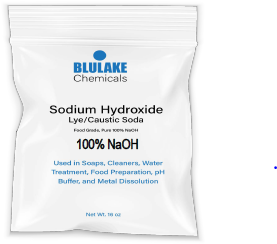 BLULAKE
Chemicals
Sodium Hydroxide
Lye/Caustic Soda
Food Grade, Pure 100% NaOH
100% NaOH
Used in Soaps, Cleaners, Water
Treatment, Food Preparation, pH
Buffer, and Metal Dissolution
Net Wt. 16 oz